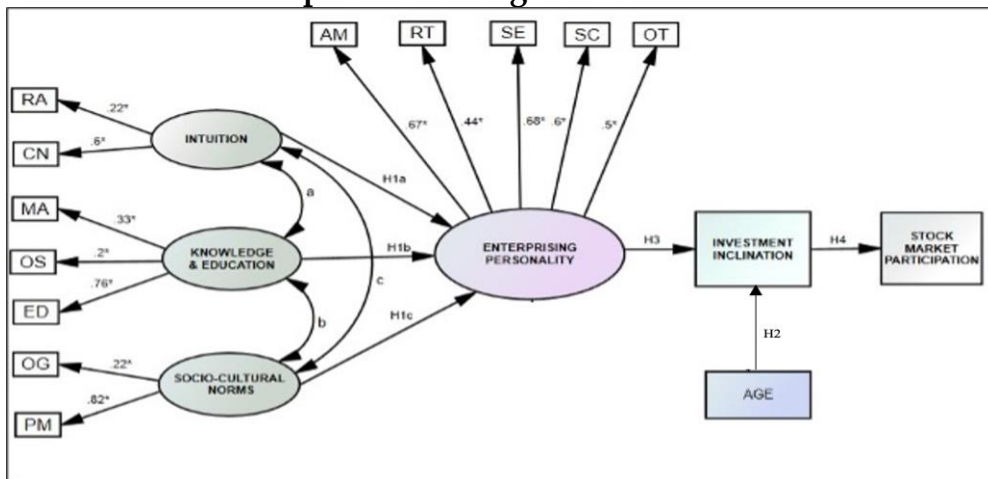 AM
RT
SE
SC
OT
RA
CN
MA
OS
ED
OG
PM
.22*
.6*
.33*
.2*
.76*
.22*
.82*
INTUITION
KNOWLEDGE
& EDUCATION
SOCIO-CULTURAL
NORMS
a
b
c
H1a
H1b
H1c
.67*
.44*
.68*
.6*
.5*
ENTERPRISING
PERSONALITY
H3
INVESTMENT
INCLINATION
H4
STOCK
MARKET
PARTICIPATION
H2
AGE